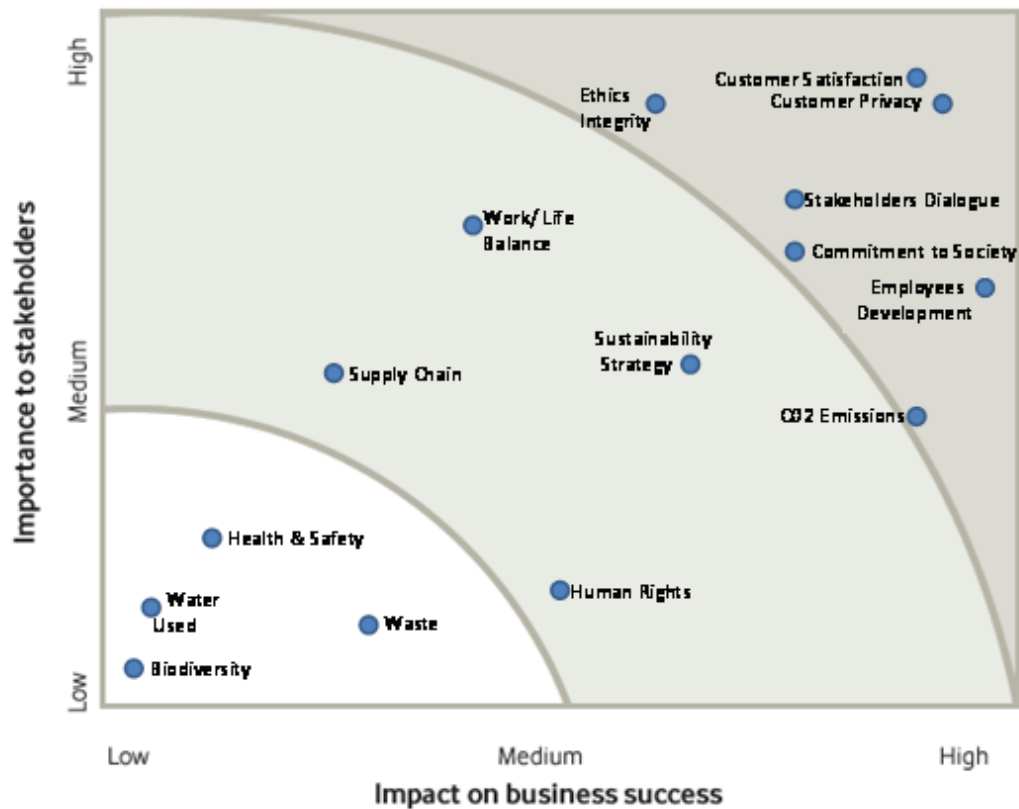 High
Customer Satisfaction
Ethics
Integrity
Customer Privacy
Stakeholders Dialogue
Work/Life
Balance
Commitment to Society
Employees
Development
Sustainability
Strategy
Supply Chain
Medium
C02 Emissions
Importance to stakeholders
Health & Safety
Human Rights
Water
Used
Waste
Biodiversity
Low
Low
Medium
High
Impact on business success